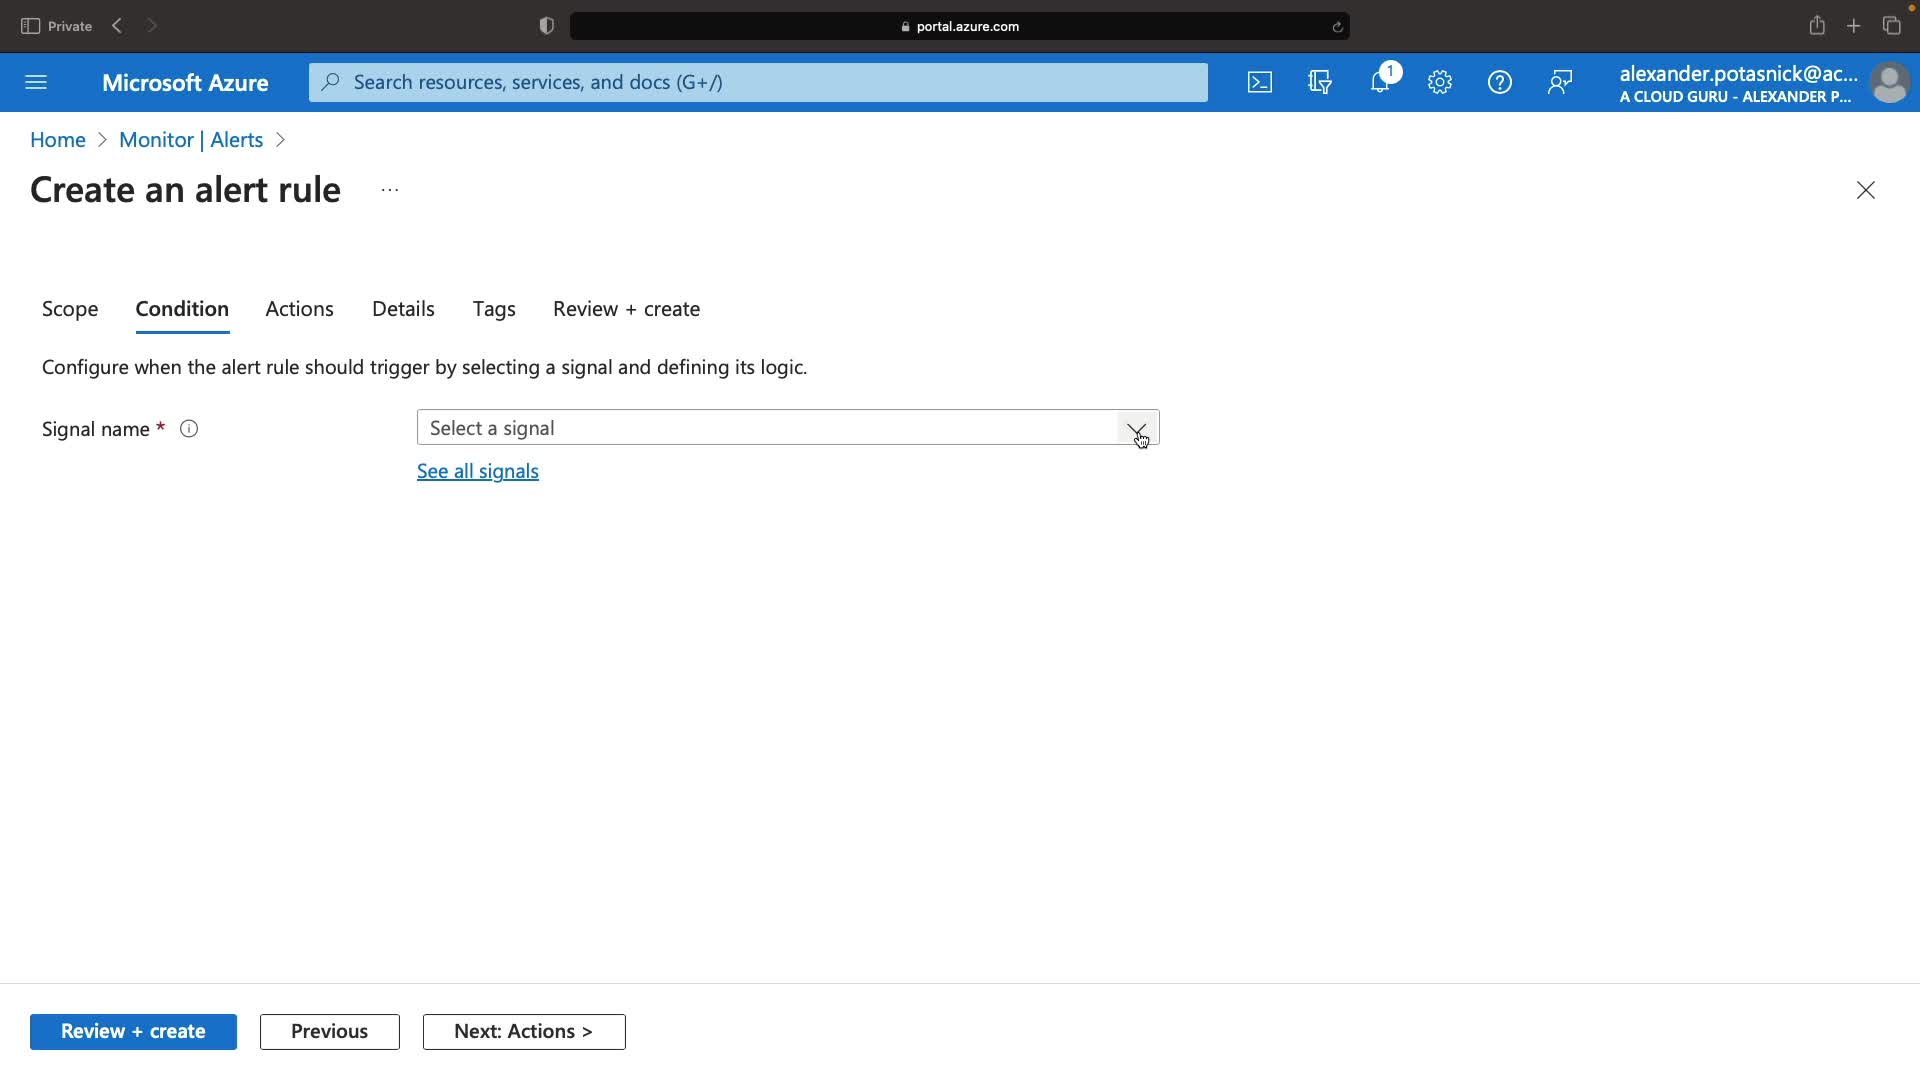 Private
portal.azure.com
Microsoft Azure
Search resources, services, and docs (G+/)
1
alexander.potasnick@ac...
A CLOUD GURU - ALEXANDER P...
Home > Monitor | Alerts >
Create an alert rule ...
Scope Condition Actions Details Tags Review + create
Configure when the alert rule should trigger by selecting a signal and defining its logic.
Signal name *
Select a signal
See all signals
Review + create Previous Next: Actions >